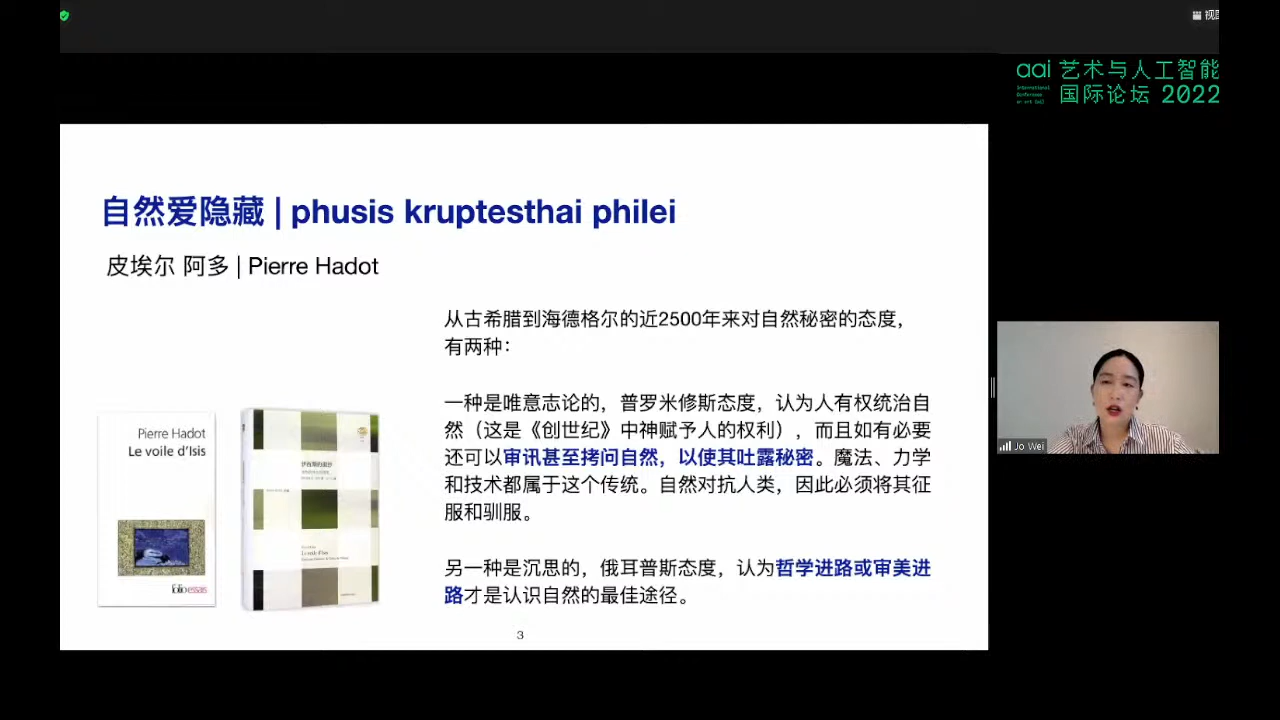 视图
aai 艺术与人工智能
国际论坛 2022
International
Conference
on Art &AI
自然爱隐藏 | phusis kruptesthai philei
皮埃尔 阿多 | Pierre Hadot
从古希腊到海德格尔的近2500年来对自然秘密的态度，
有两种：
一种是唯意志论的，普罗米修斯态度，认为人有权统治自
然（这是《创世纪》中神赋予人的权利），而且如有必要
还可以审讯甚至拷问自然，以使其吐露秘密。魔法、力学
和技术都属于这个传统。自然对抗人类，因此必须将其征
服和驯服。
另一种是沉思的，俄耳普斯态度，认为哲学进路或审美进
路才是认识自然的最佳途径。
Pierre Hadot
Le voile d'Isis
folio essais
3
Jo Wei